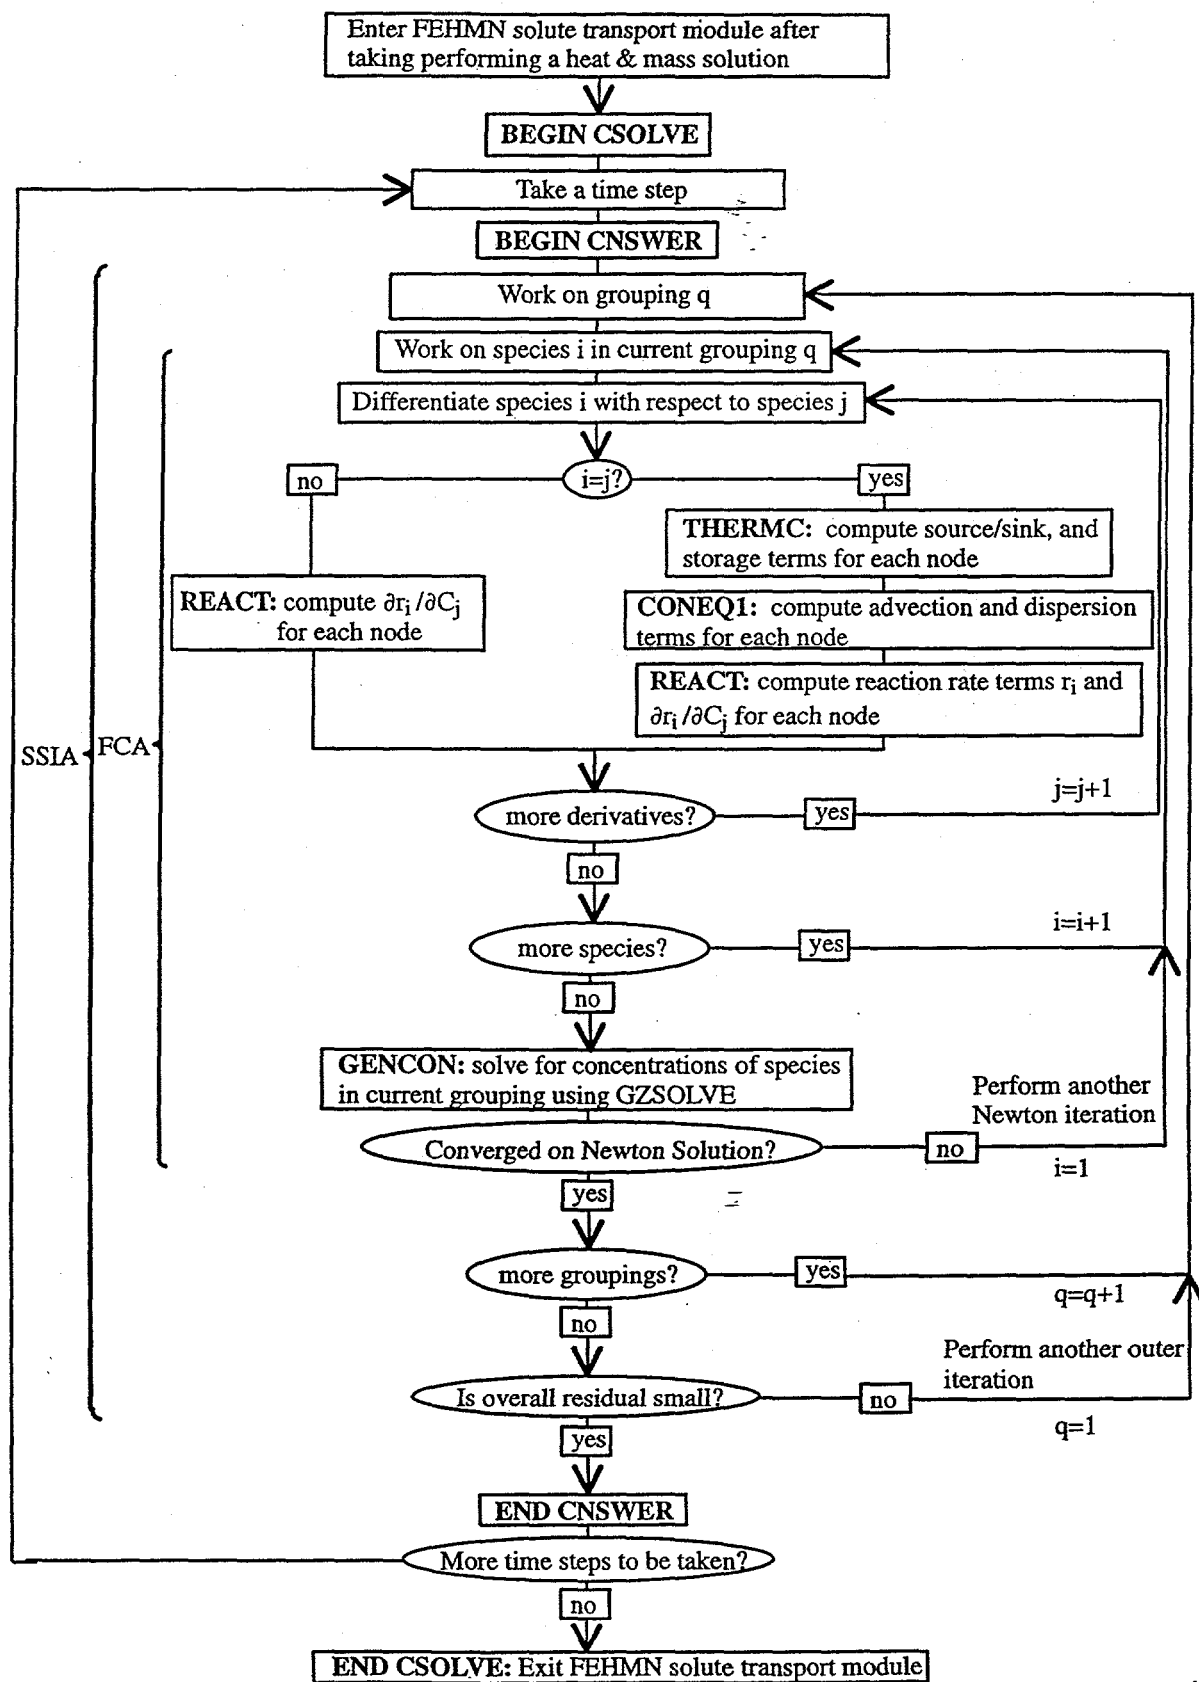 Enter FEHMN solute transport module after
taking performing a heat & mass solution
BEGIN CSOLVE
Take a time step
BEGIN CNSWER
Work on grouping q
Work on species i in current grouping q
Differentiate species i with respect to species j
i=j?
no
yes
THERMC: compute source/sink, and
storage terms for each node
REACT: compute ∂ri/∂Cj
for each node
CONEQ1: compute advection and dispersion
terms for each node
REACT: compute reaction rate terms ri and
∂ri/∂Cj for each node
SSIA
FCA
more derivatives?
yes
j=j+1
no
more species?
yes
i=i+1
no
GENCON: solve for concentrations of species
in current grouping using GZSOLVE
Perform another
Newton iteration
Converged on Newton Solution?
no
i=1
yes
more groupings?
yes
q=q+1
no
Perform another outer
iteration
Is overall residual small?
no
q=1
yes
END CNSWER
More time steps to be taken?
no
END CSOLVE: Exit FEHMN solute transport module